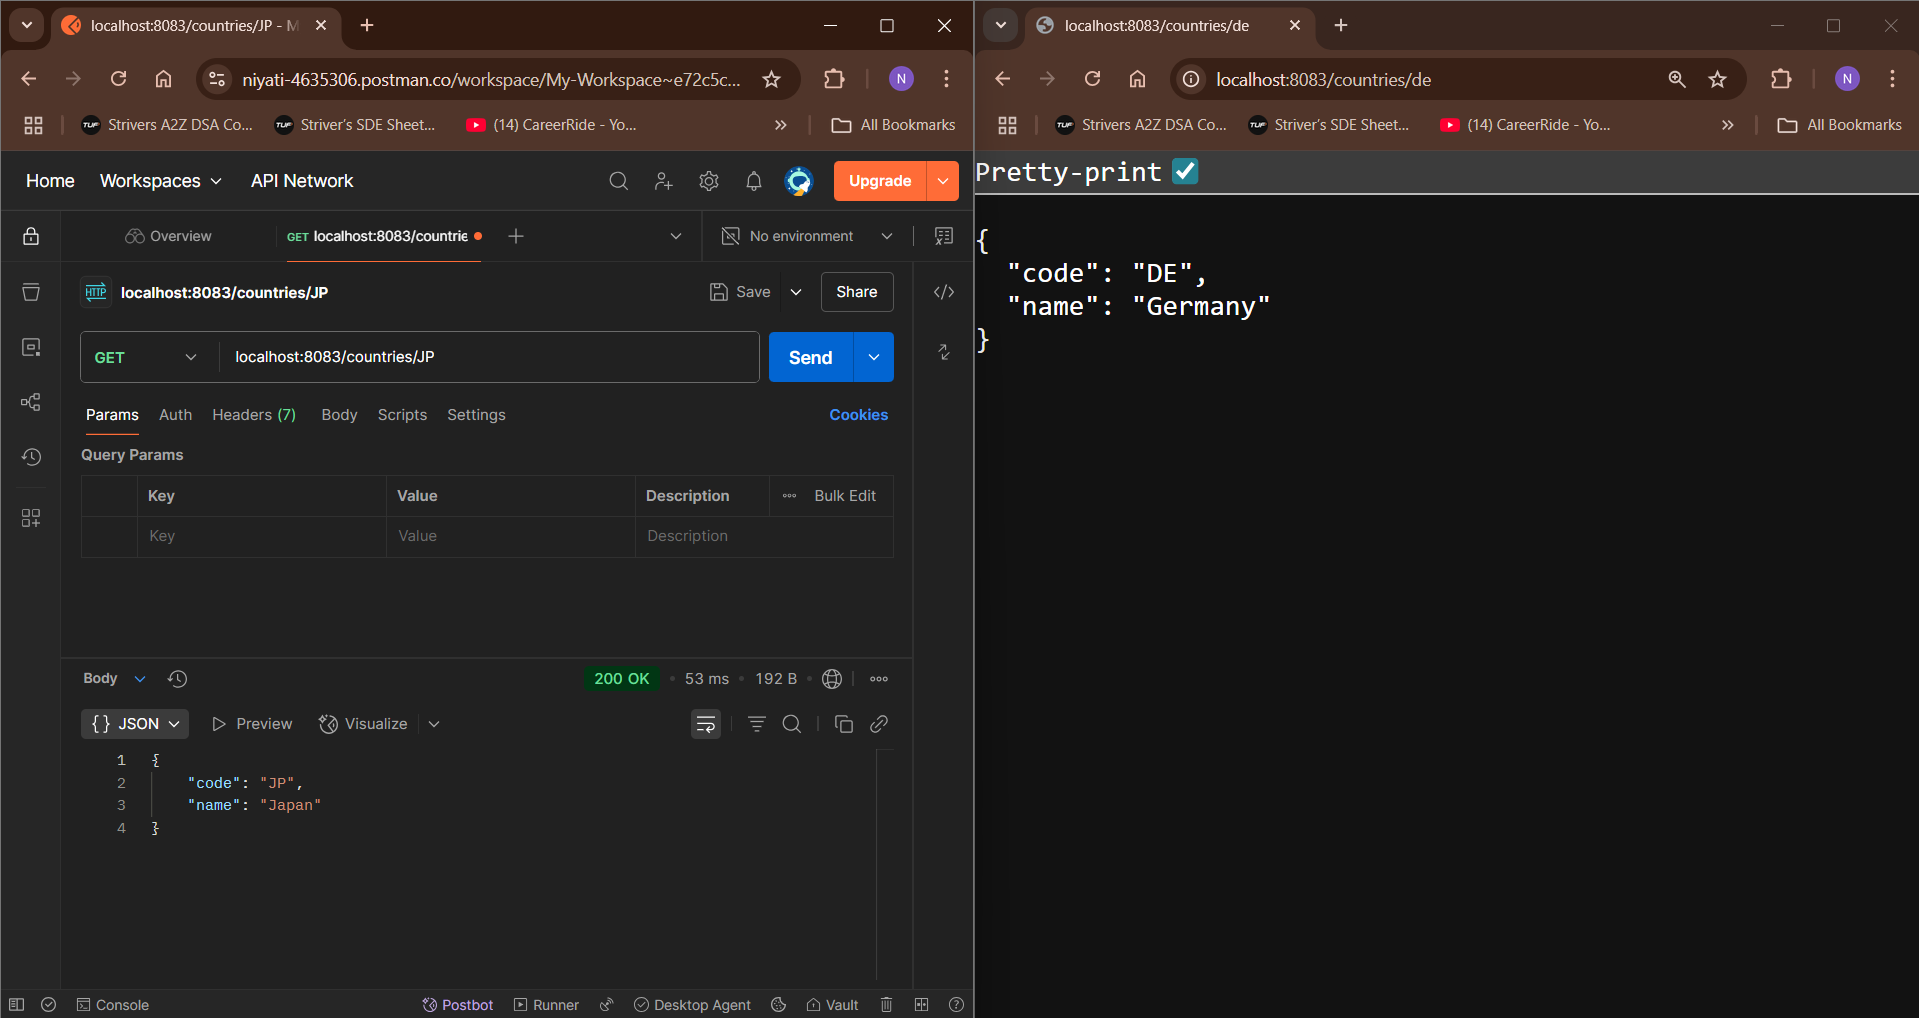 localhost:8083/countries/JP - M
niyati-4635306.postman.co/workspace/My-Workspace~e72c5c...
N
Strivers A2Z DSA Co...
Striver's SDE Sheet...
(14) CareerRide - Yo...
All Bookmarks
Home
Workspaces
API Network
Upgrade
Overview
GET localhost:8083/countrie
No environment
HTTP
localhost:8083/countries/JP
Save
Share
GET
localhost:8083/countries/JP
Send
Params
Auth
Headers (7)
Body
Scripts
Settings
Cookies
Query Params
Key
Value
Description
Bulk Edit
Key
Value
Description
Body
200 OK
53 ms
192 B
{} JSON
Preview
Visualize
1 {
2 "code": "JP",
3 "name": "Japan"
4 }
Console
Postbot
Runner
Desktop Agent
Vault
localhost:8083/countries/de
localhost:8083/countries/de
N
Strivers A2Z DSA Co...
Striver's SDE Sheet...
(14) CareerRide - Yo...
All Bookmarks
Pretty-print
{
"code": "DE",
"name": "Germany"
}